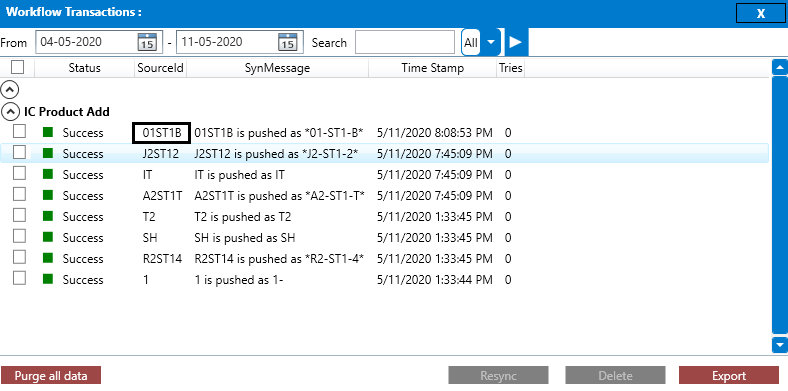 Workflow Transactions : X
From 04-05-2020 15 - 11-05-2020 15 Search All
Status SourceId SynMessage Time Stamp Tries
IC Product Add
Success 01ST1B 01ST1B is pushed as *01-ST1-B* 5/11/2020 8:08:53 PM 0
Success J2ST12 J2ST12 is pushed as *J2-ST1-2* 5/11/2020 7:45:09 PM 0
Success IT IT is pushed as IT 5/11/2020 7:45:09 PM 0
Success A2ST1T A2ST1T is pushed as *A2-ST1-T* 5/11/2020 7:45:09 PM 0
Success T2 T2 is pushed as T2 5/11/2020 1:33:45 PM 0
Success SH SH is pushed as SH 5/11/2020 1:33:45 PM 0
Success R2ST14 R2ST14 is pushed as *R2-ST1-4* 5/11/2020 1:33:45 PM 0
Success 1 1 is pushed as 1- 5/11/2020 1:33:44 PM 0
Purge all data Resync Delete Export